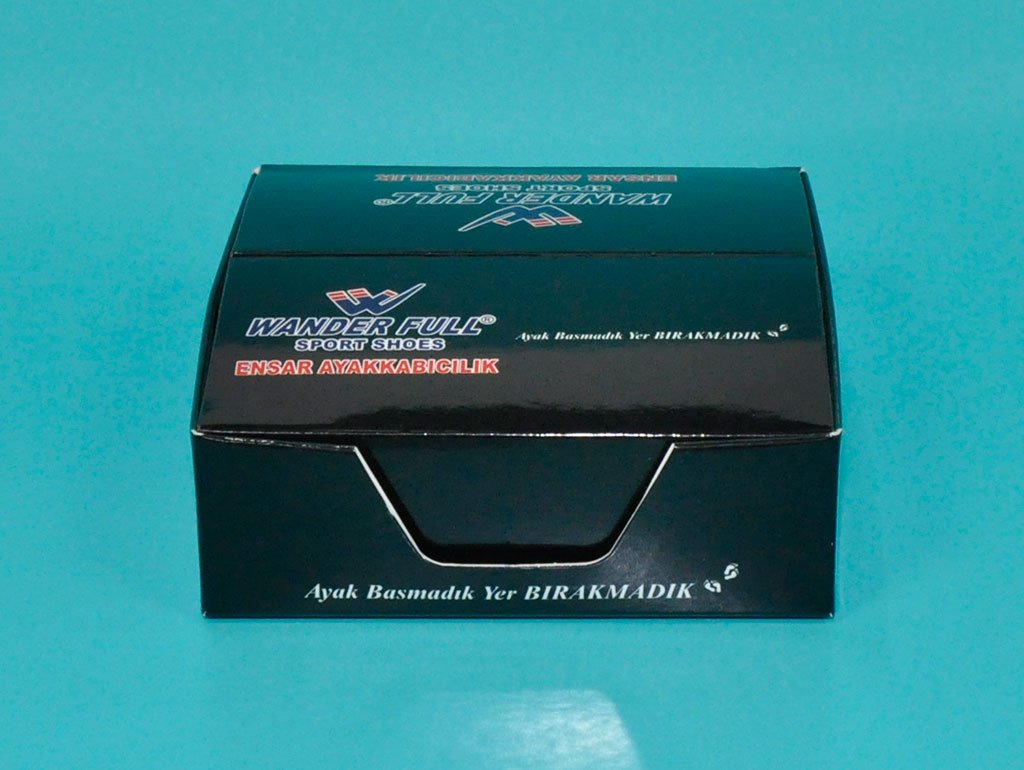 ENSAR AYAKKABICILIK
SPORT SHOES
WANDER FULL®
WANDER FULL®
SPORT SHOES
ENSAR AYAKKABICILIK
Ayak Basmadık Yer BIRAKMADIK
Ayak Basmadık Yer BIRAKMADIK